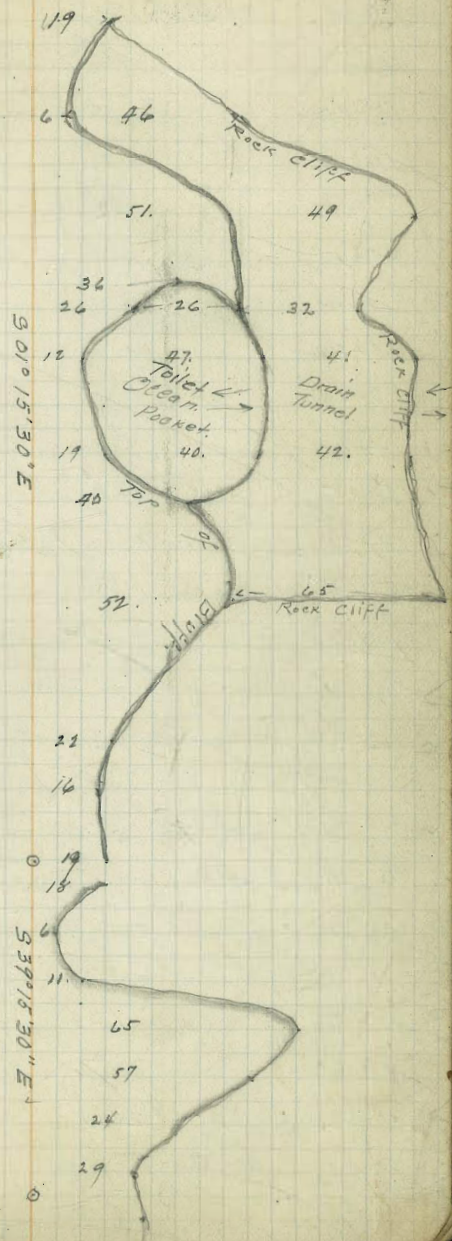 119
6 46
Rock Cliff
51. 49
36
26 26 32
Rock Cliff
12 47. 41
Toilet
Ocean
Pocket.
Drain
Tunnel
19 40. 42.
40 Top of Bluff
52. 65
Rock Cliff
22
16
S 01° 15' 30" E
19
18
6
11.
65
57
24
29
S 39° 15' 30" E